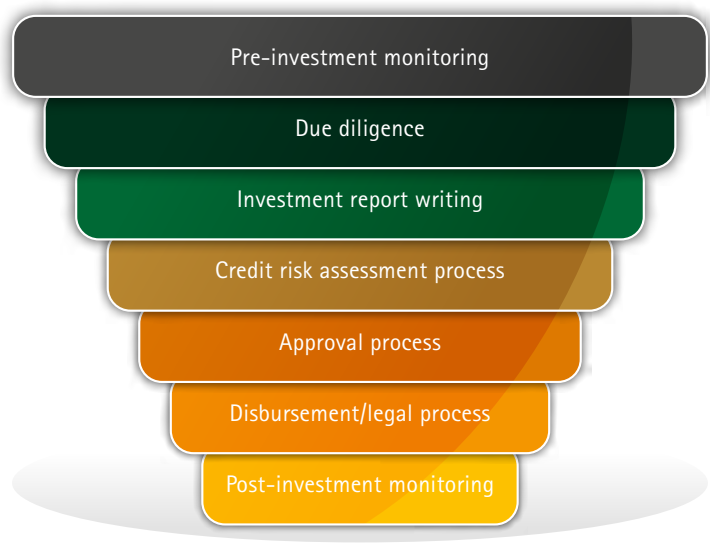 Pre-investment monitoring
Due diligence
Investment report writing
Credit risk assessment process
Approval process
Disbursement/legal process
Post-investment monitoring